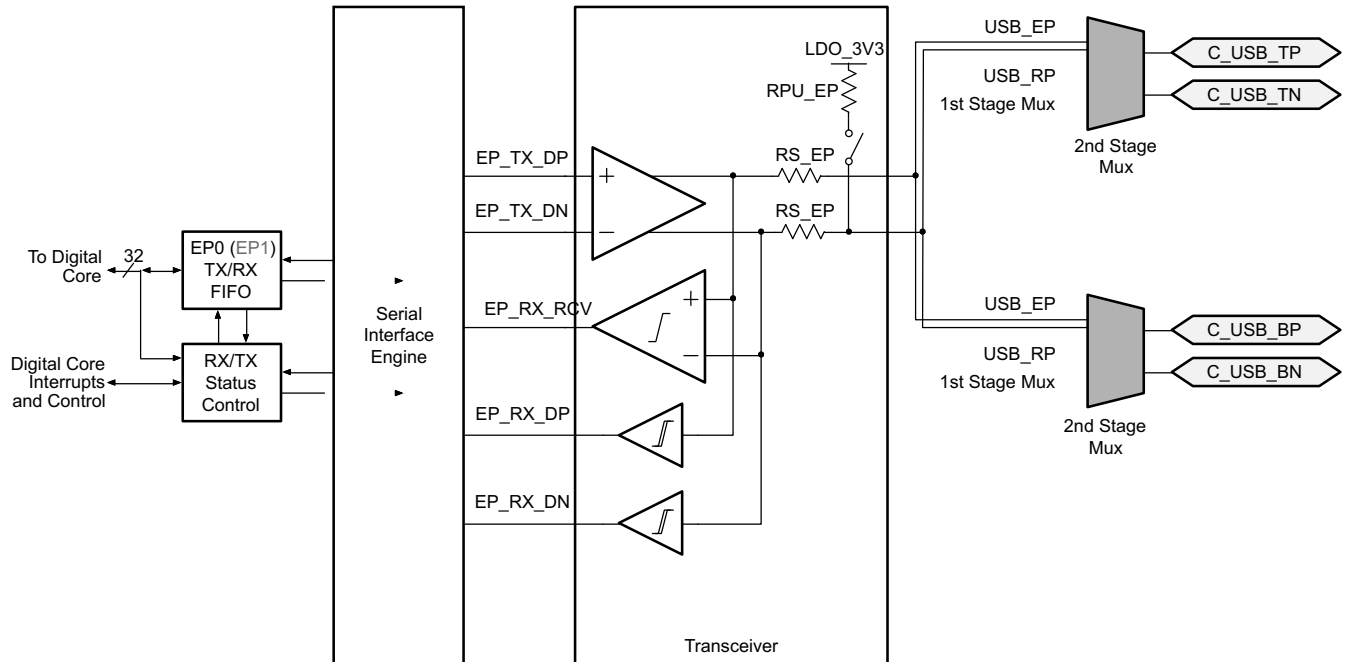 To Digital
Core
32
EP0 (EP1)
TX/RX
FIFO
Digital Core
Interrupts
and Control
RX/TX
Status
Control
Serial
Interface
Engine
EP_TX_DP
EP_TX_DN
EP_RX_RCV
EP_RX_DP
EP_RX_DN
+
−
+
−
LDO_3V3
RPU_EP
RS_EP
RS_EP
Transceiver
USB_EP
USB_RP
1st Stage Mux
2nd Stage
Mux
C_USB_TP
C_USB_TN
USB_EP
USB_RP
1st Stage Mux
2nd Stage
Mux
C_USB_BP
C_USB_BN